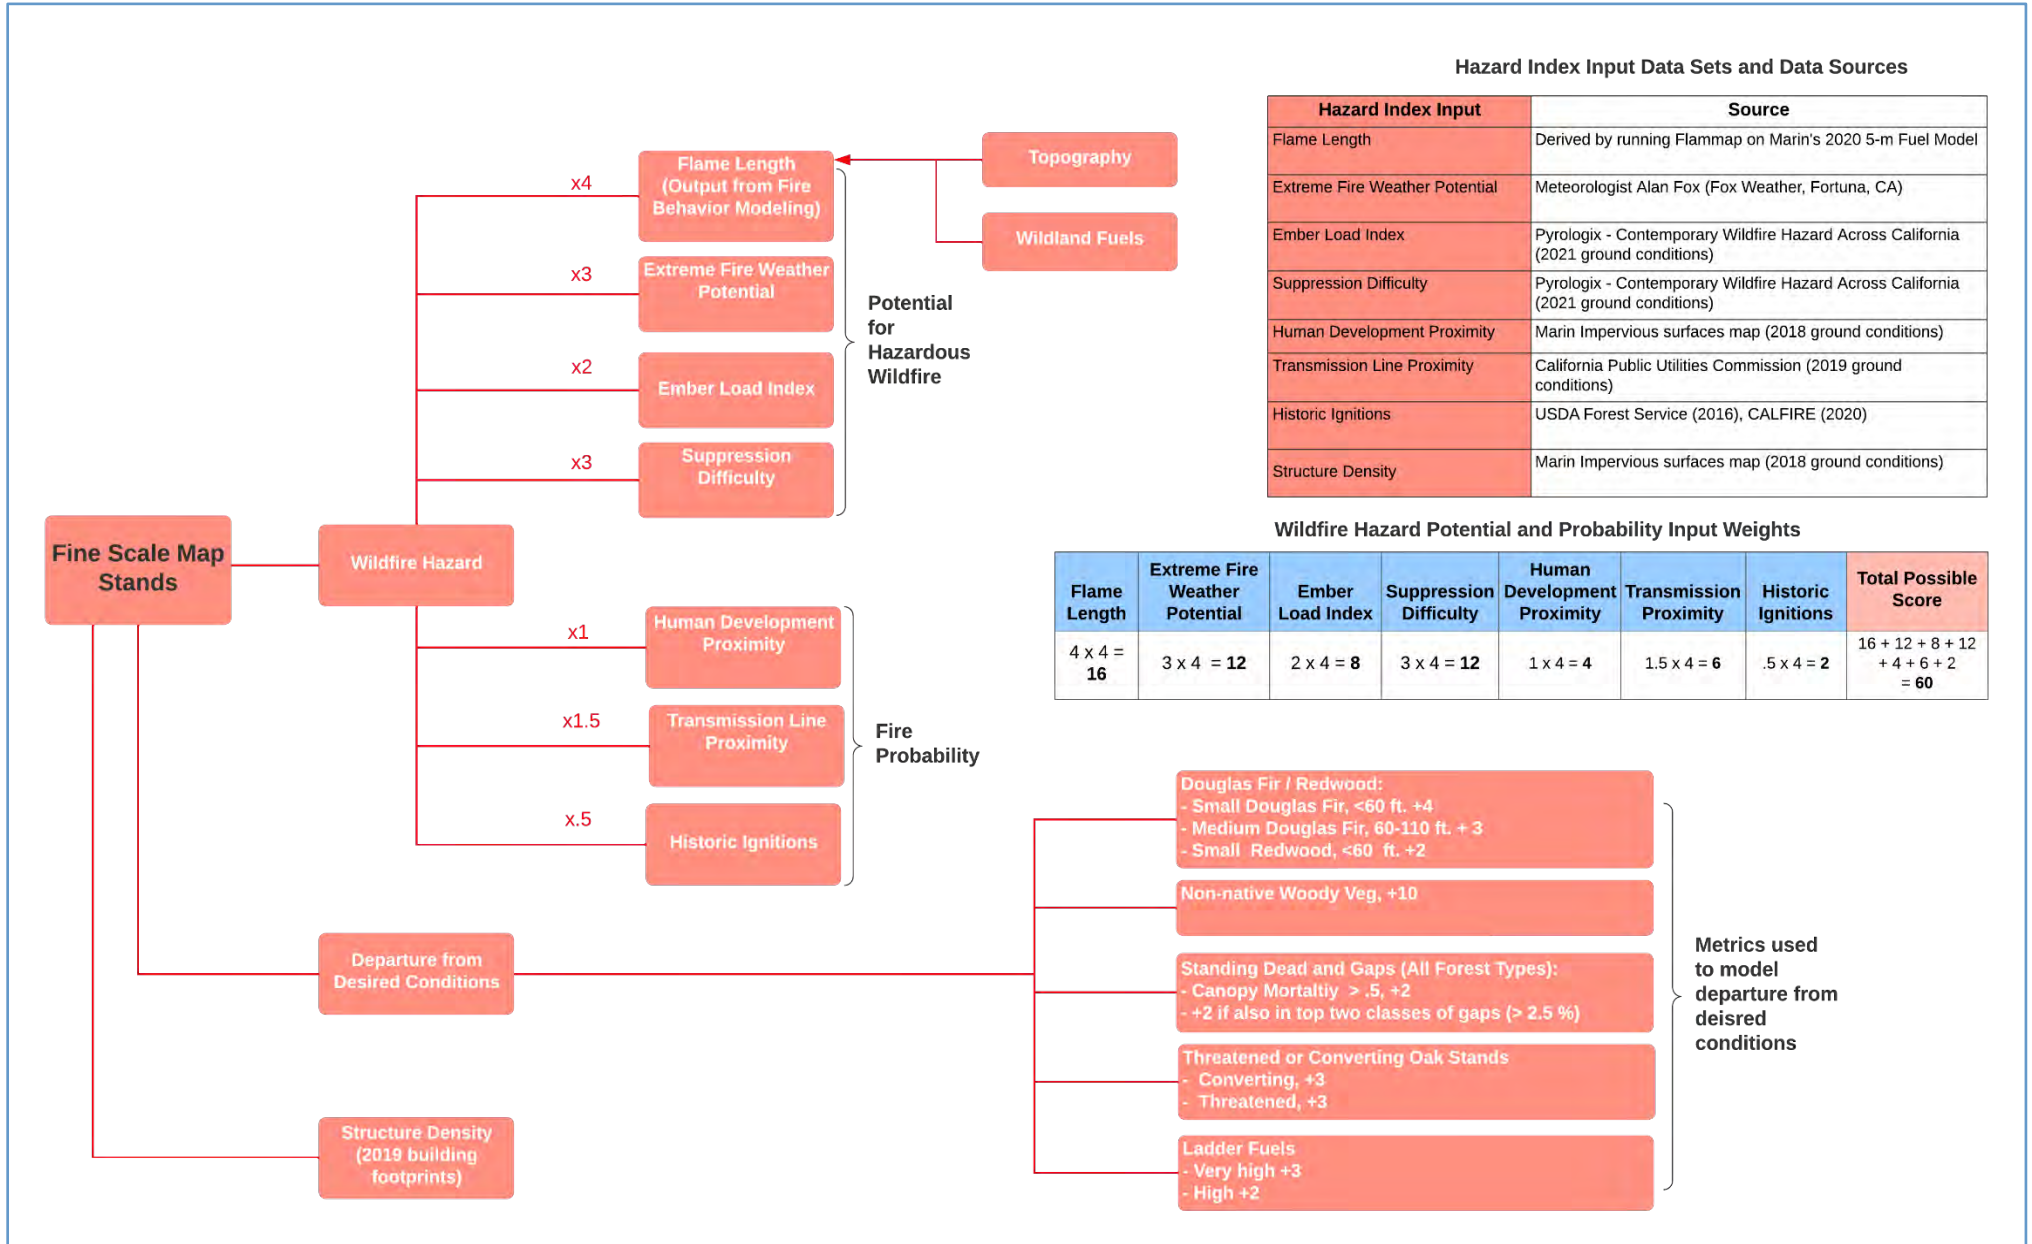 Hazard Index Input Data Sets and Data Sources
Hazard Index Input
Source
Flame Length
Derived by running Flammap on Marin's 2020 5-m Fuel Model
Extreme Fire Weather Potential
Meteorologist Alan Fox (Fox Weather, Fortuna, CA)
Ember Load Index
Pyrologix - Contemporary Wildfire Hazard Across California
(2021 ground conditions)
Suppression Difficulty
Pyrologix - Contemporary Wildfire Hazard Across California
(2021 ground conditions)
Human Development Proximity
Marin Impervious surfaces map (2018 ground conditions)
Transmission Line Proximity
California Public Utilities Commission (2019 ground
conditions)
Historic Ignitions
USDA Forest Service (2016), CALFIRE (2020)
Structure Density
Marin Impervious surfaces map (2018 ground conditions)
Topography
Wildland Fuels
x4
Flame Length
(Output from Fire
Behavior Modeling)
x3
Extreme Fire Weather
Potential
x2
Ember Load Index
x3
Suppression
Difficulty
Potential
for
Hazardous
Wildfire
Fine Scale Map
Stands
Wildfire Hazard
x1
Human Development
Proximity
x1.5
Transmission Line
Proximity
x.5
Historic Ignitions
Fire
Probability
Wildfire Hazard Potential and Probability Input Weights
Flame
Length
Extreme Fire
Weather
Potential
Ember
Load Index
Suppression
Difficulty
Human
Development
Proximity
Transmission
Proximity
Historic
Ignitions
Total Possible
Score
4 x 4 =
16
3 x 4 = 12
2 x 4 = 8
3 x 4 = 12
1 x 4 = 4
1.5 x 4 = 6
.5 x 4 = 2
16 + 12 + 8 + 12
+ 4 + 6 + 2
= 60
Departure from
Desired Conditions
Structure Density
(2019 building
footprints)
Douglas Fir / Redwood:
- Small Douglas Fir, <60 ft. +4
- Medium Douglas Fir, 60-110 ft. + 3
- Small Redwood, <60 ft. +2
Non-native Woody Veg, +10
Standing Dead and Gaps (All Forest Types):
- Canopy Mortaltiy > .5, +2
- +2 if also in top two classes of gaps (> 2.5 %)
Threatened or Converting Oak Stands
- Converting, +3
- Threatened, +3
Ladder Fuels
- Very high +3
- High +2
Metrics used
to model
departure from
deisred
conditions